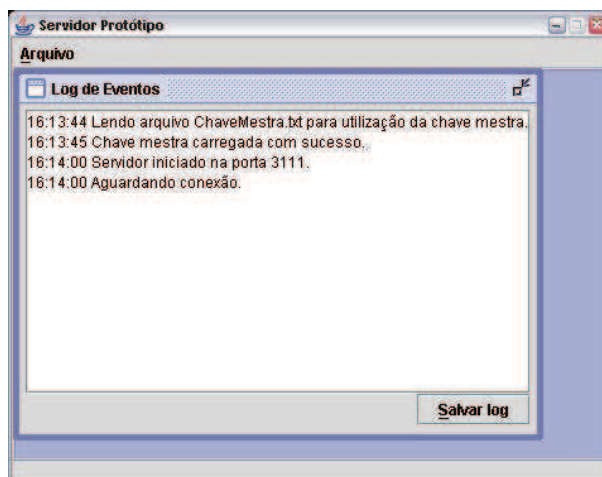 Servidor Protótipo
Arquivo
Log de Eventos
16:13:44 Lendo arquivo ChaveMestra.txt para utilização da chave mestra.
16:13:45 Chave mestra carregada com sucesso.
16:14:00 Servidor iniciado na porta 3111.
16:14:00 Aguardando conexão.
Salvar log